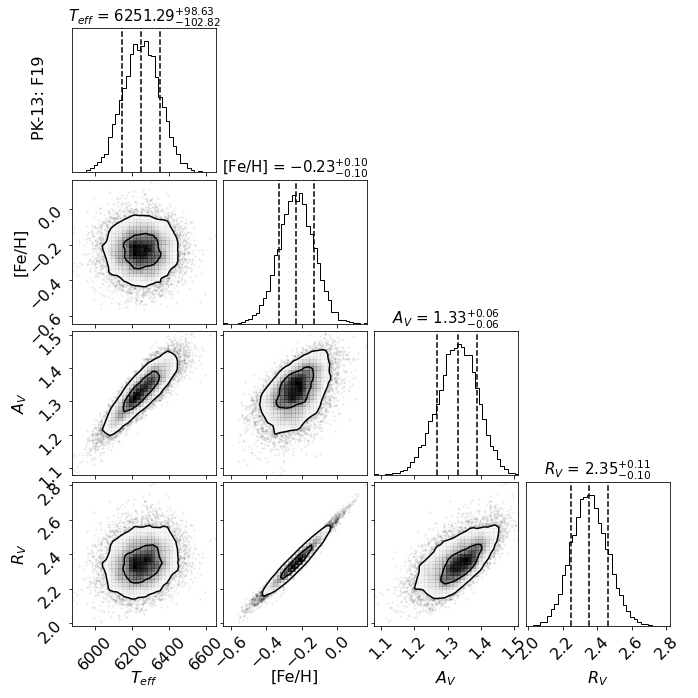 T_eff = 6251.29^{+98.63}_{-102.82}
PK-13: F19
[Fe/H] = −0.23^{+0.10}_{−0.10}
0.0
−0.2
−0.4
−0.6
[Fe/H]
A_V = 1.33^{+0.06}_{−0.06}
1.5
1.4
1.3
1.2
1.1
A_V
R_V = 2.35^{+0.11}_{−0.10}
2.8
2.6
2.4
2.2
2.0
R_V
6000 6200 6400 6600
−0.6 −0.4 −0.2 0.0
1.1 1.2 1.3 1.4 1.5
2.0 2.2 2.4 2.6 2.8
T_eff [Fe/H] A_V R_V